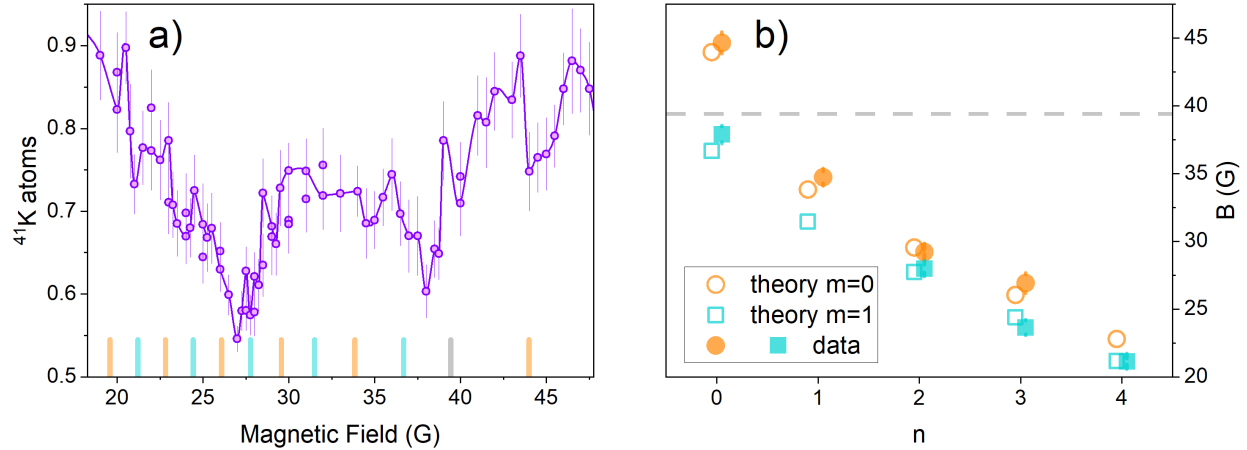 a)
0.9
0.8
0.7
0.6
0.5
⁴¹K atoms
20 25 30 35 40 45
Magnetic Field (G)
b)
45
40
35
30
25
20
B (G)
theory m=0
theory m=1
data
0 1 2 3 4
n